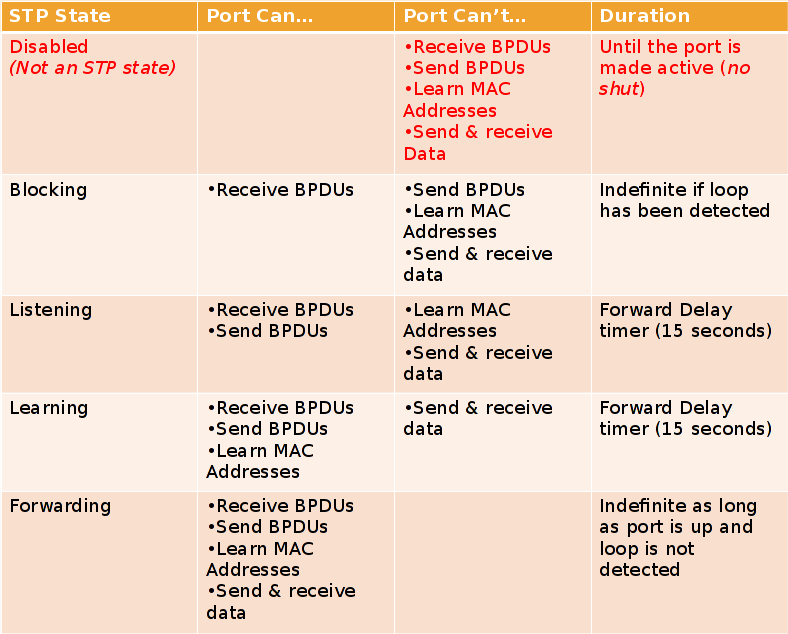 STP State
Port Can…
Port Can’t…
Duration
Disabled
(Not an STP state)
•Receive BPDUs
•Send BPDUs
•Learn MAC
Addresses
•Send & receive
Data
Until the port is
made active (no
shut)
Blocking
•Receive BPDUs
•Send BPDUs
•Learn MAC
Addresses
•Send & receive
data
Indefinite if loop
has been detected
Listening
•Receive BPDUs
•Send BPDUs
•Learn MAC
Addresses
•Send & receive
data
Forward Delay
timer (15 seconds)
Learning
•Receive BPDUs
•Send BPDUs
•Learn MAC
Addresses
•Send & receive
data
Forward Delay
timer (15 seconds)
Forwarding
•Receive BPDUs
•Send BPDUs
•Learn MAC
Addresses
•Send & receive
data
Indefinite as long
as port is up and
loop is not
detected